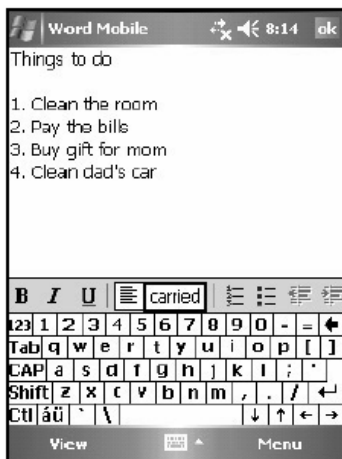 Word Mobile 8:14 ok
Things to do
1. Clean the room
2. Pay the bills
3. Buy gift for mom
4. Clean dad's car
B I U carried
123 1 2 3 4 5 6 7 8 9 0 - =
Tab q w e r t y u i o p [ ]
CAP a s d f g h j k l ; '
Shift z x c v b n m , . /
Ctl áü ` \
View Menu